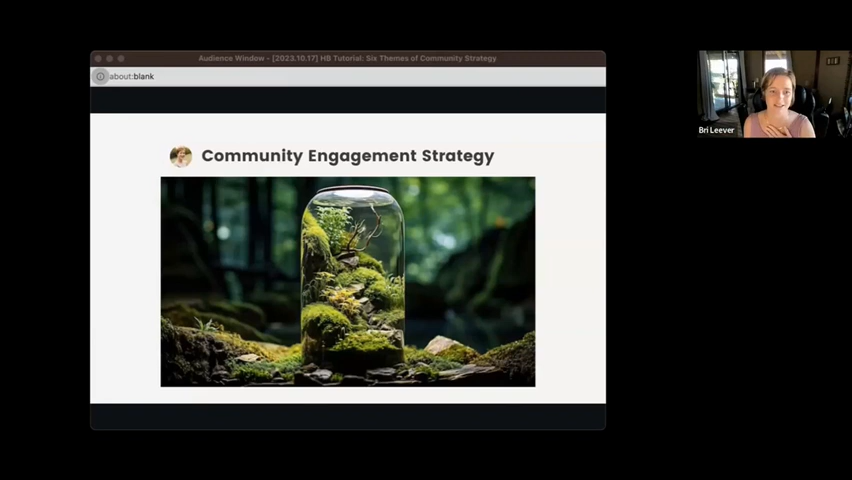 Audience Window - [2023.10.17] HB Tutorial: Six Themes of Community Strategy
about:blank
Community Engagement Strategy
Bri Leever